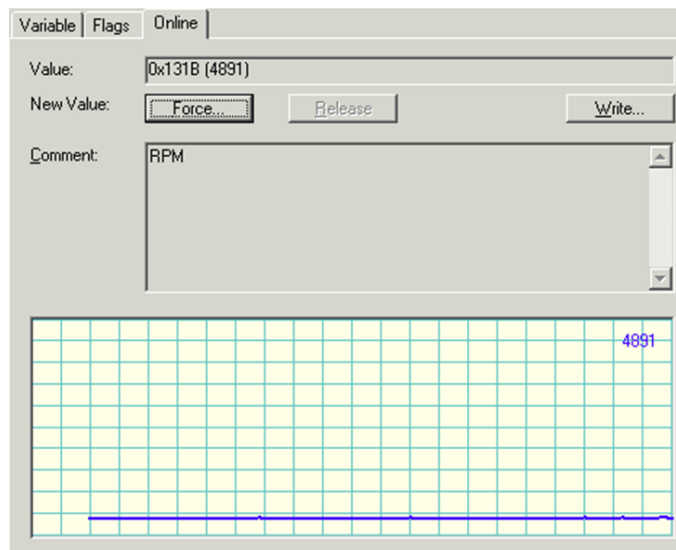 Variable Flags Online
Value: 0x131B (4891)
New Value: Force... Release Write...
Comment: RPM
4891